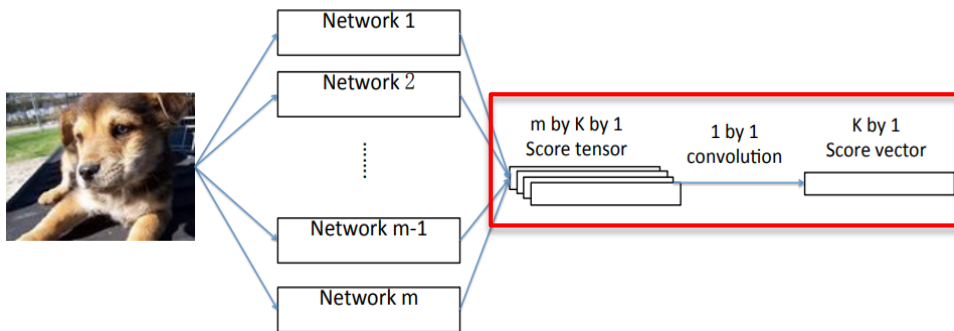 Network 1
Network 2
Network m-1
Network m
m by K by 1
Score tensor
1 by 1
convolution
K by 1
Score vector